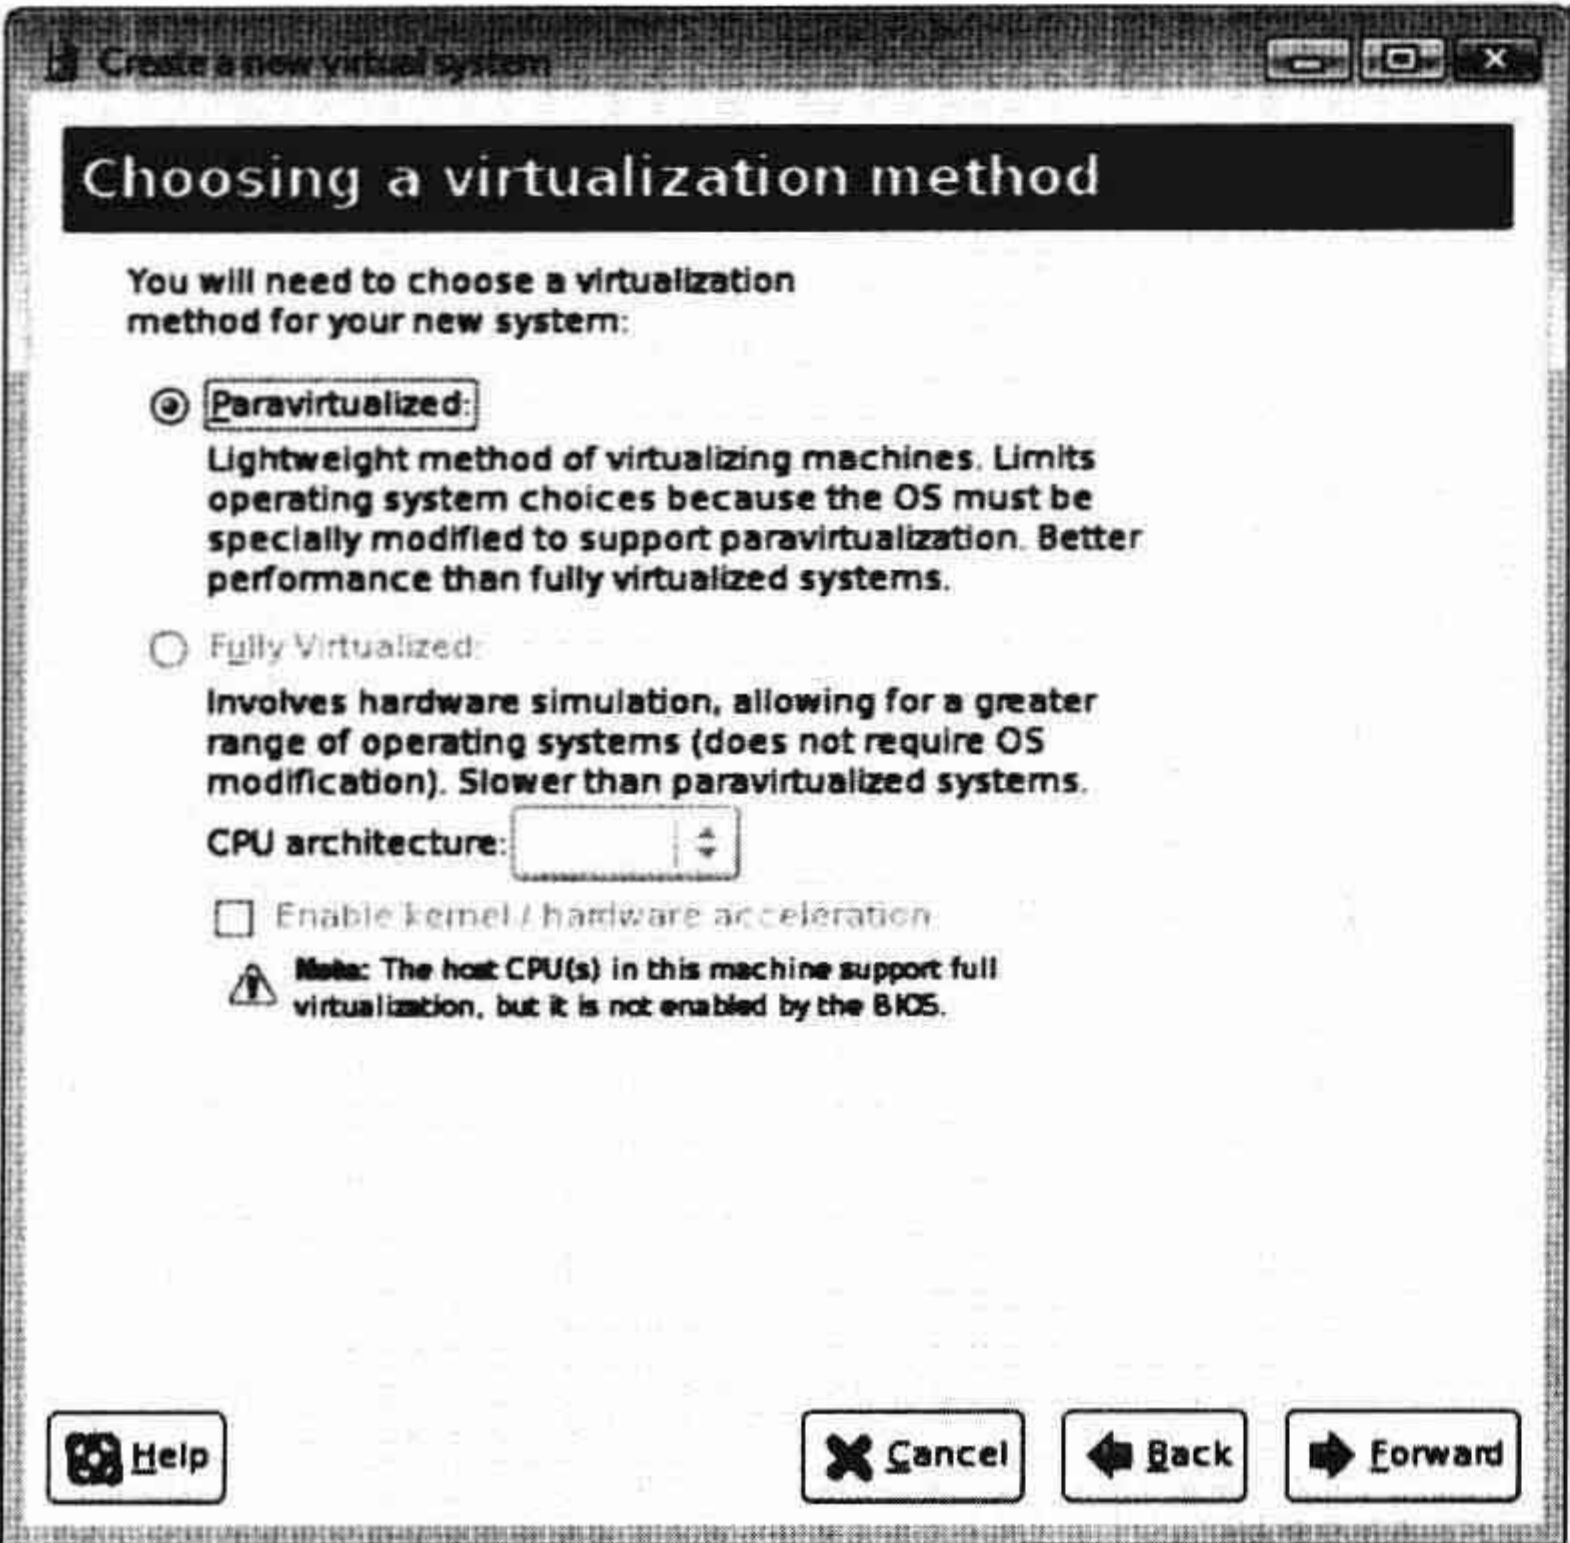 Create a new virtual system
Choosing a virtualization method
You will need to choose a virtualization
method for your new system:
Paravirtualized:
Lightweight method of virtualizing machines. Limits
operating system choices because the OS must be
specially modified to support paravirtualization. Better
performance than fully virtualized systems.
Fully Virtualized:
Involves hardware simulation, allowing for a greater
range of operating systems (does not require OS
modification). Slower than paravirtualized systems.
CPU architecture:
Enable kernel / hardware acceleration
Note: The host CPU(s) in this machine support full
virtualization, but it is not enabled by the BIOS.
Help
Cancel
Back
Forward